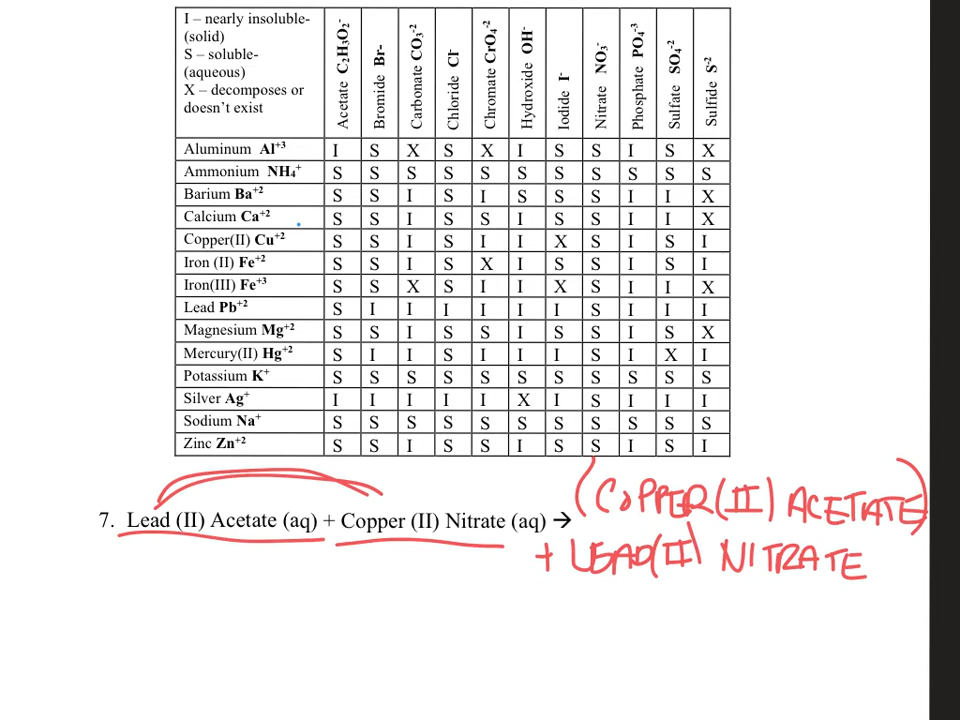 I – nearly insoluble-
(solid)
S – soluble-
(aqueous)
X – decomposes or
doesn't exist
Acetate C₂H₃O₂⁻
Bromide Br-
Carbonate CO₃⁻²
Chloride Cl⁻
Chromate CrO₄⁻²
Hydroxide OH⁻
Iodide I⁻
Nitrate NO₃⁻
Phosphate PO₄⁻³
Sulfate SO₄⁻²
Sulfide S⁻²
Aluminum Al⁺³ I S X S X I S S I S X
Ammonium NH₄⁺ S S S S S S S S S S S
Barium Ba⁺² S S I S I S S S I I X
Calcium Ca⁺² S S I S S I S S I I X
Copper(II) Cu⁺² S S I S I I X S I S I
Iron (II) Fe⁺² S S I S X I S S I S I
Iron(III) Fe⁺³ S S X S I I X S I I X
Lead Pb⁺² S I I I I I I S I I I
Magnesium Mg⁺² S S I S S I S S I S X
Mercury(II) Hg⁺² S I I S I I I S I X I
Potassium K⁺ S S S S S S S S S S S
Silver Ag⁺ I I I I I X I S I I I
Sodium Na⁺ S S S S S S S S S S S
Zinc Zn⁺² S S I S S I S S I S I
7. Lead (II) Acetate (aq) + Copper (II) Nitrate (aq) → (COPPER(II) ACETATE)
+ LEAD(II) NITRATE